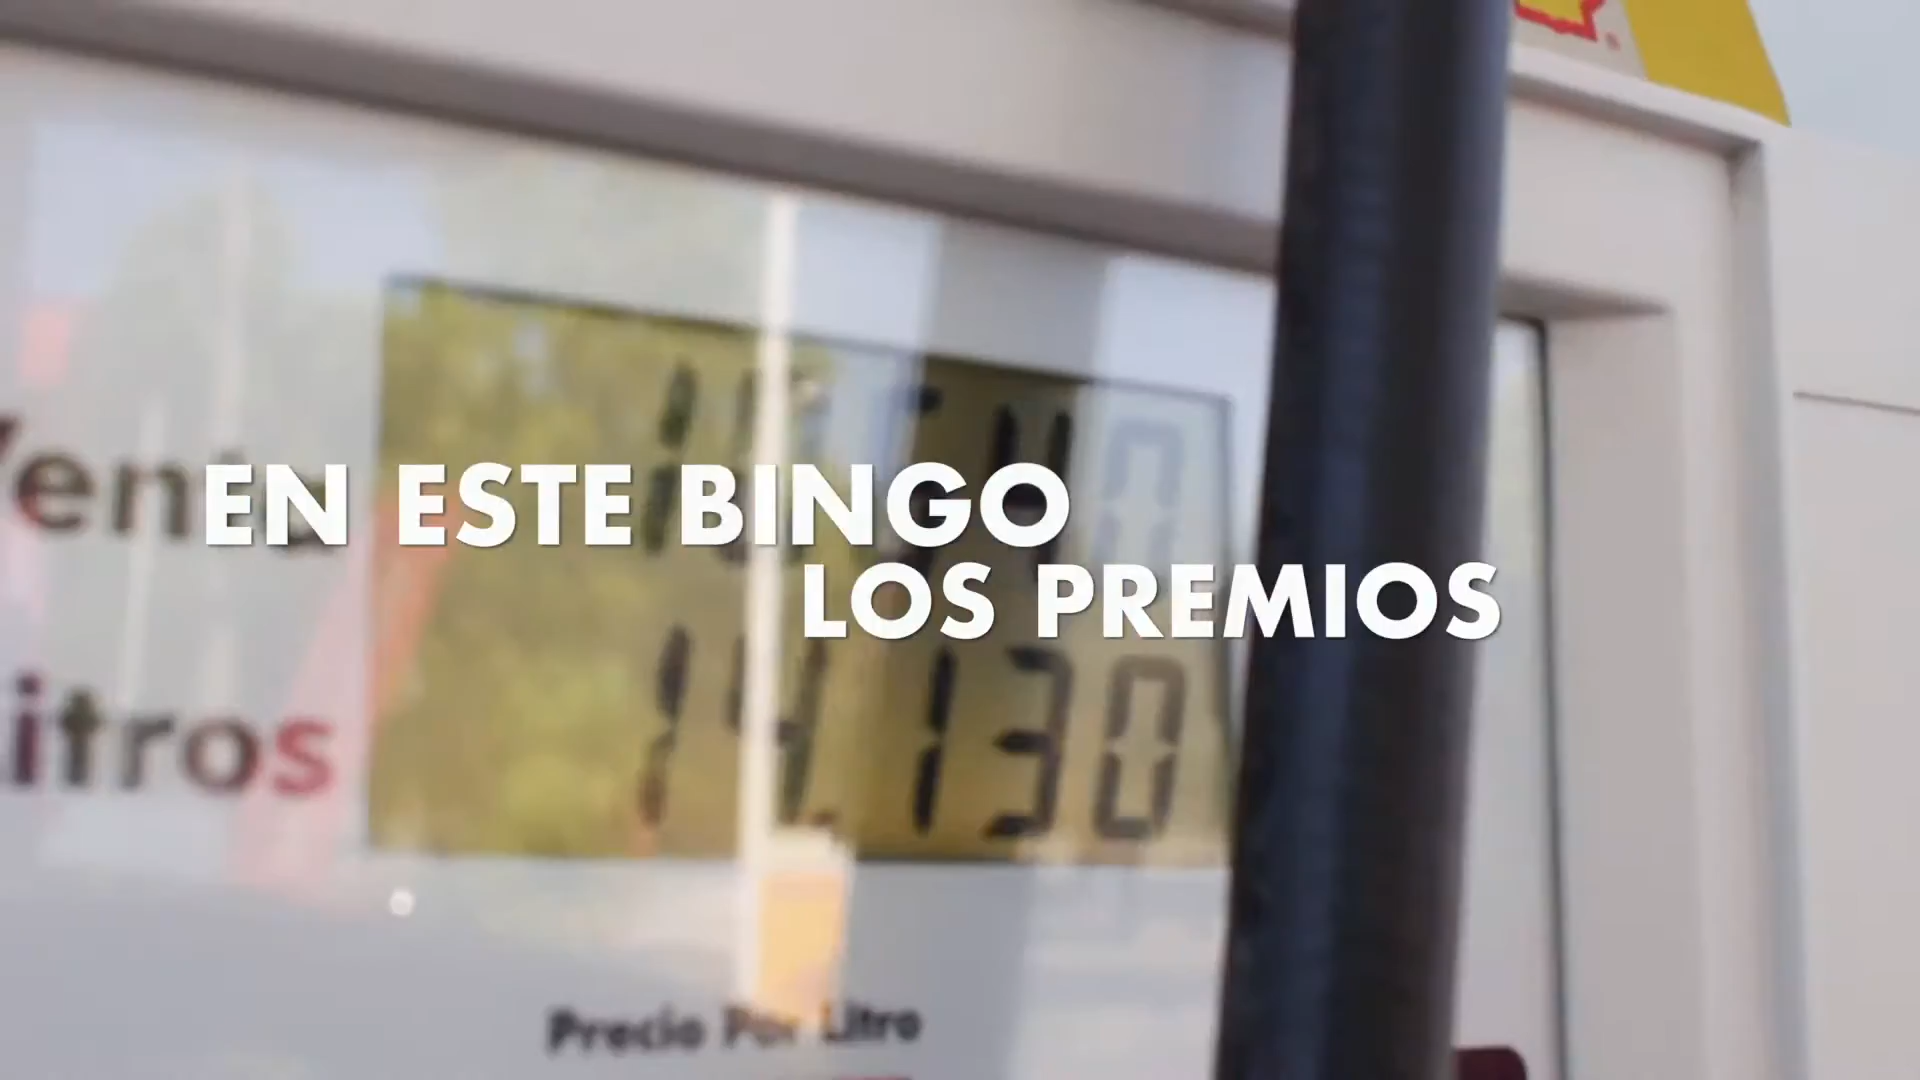 EN ESTE BINGO
LOS PREMIOS
itros
14.130
Precio Por Litro